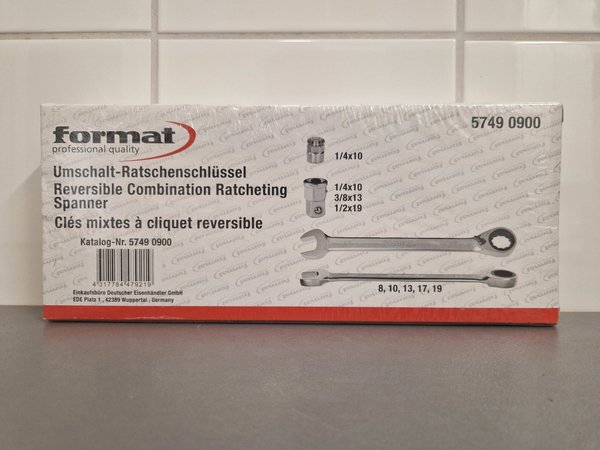 format
professional quality
5749 0900
Umschalt-Ratschenschlüssel
Reversible Combination Ratcheting
Spanner
Clés mixtes à cliquet reversible
Katalog-Nr. 5749 0900
4 317784 479219
Einkaufsbüro Deutscher Eisenhändler GmbH
EDE Platz 1 , 42389 Wuppertal , Germany
1/4x10
1/4x10
3/8x13
1/2x19
8, 10, 13, 17, 19